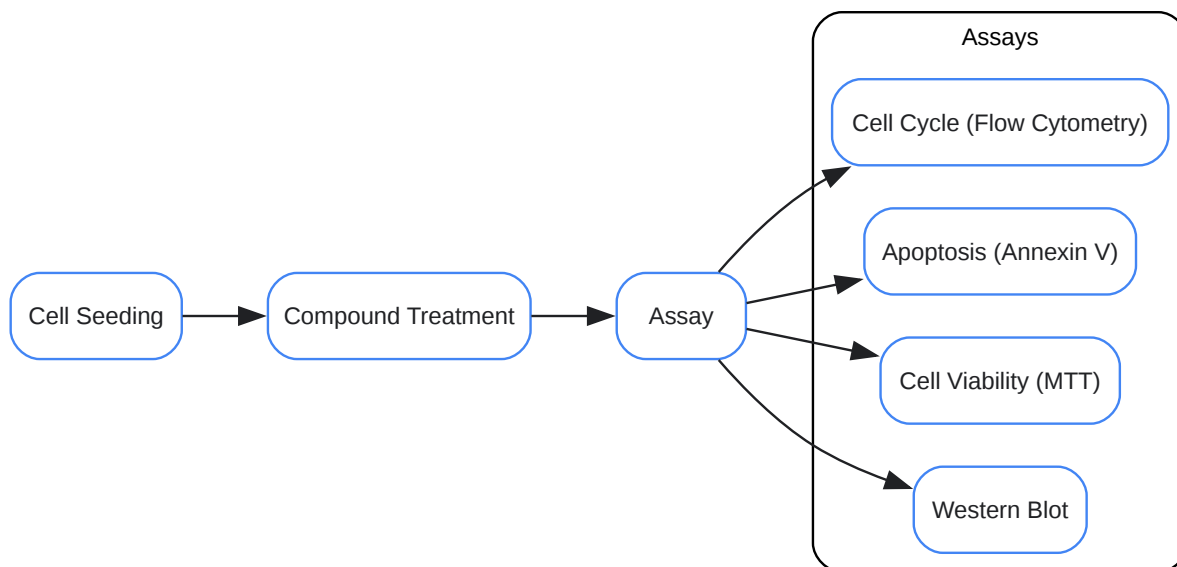 Assays
Cell Cycle (Flow Cytometry)
Apoptosis (Annexin V)
Cell Seeding
Compound Treatment
Assay
Cell Viability (MTT)
Western Blot